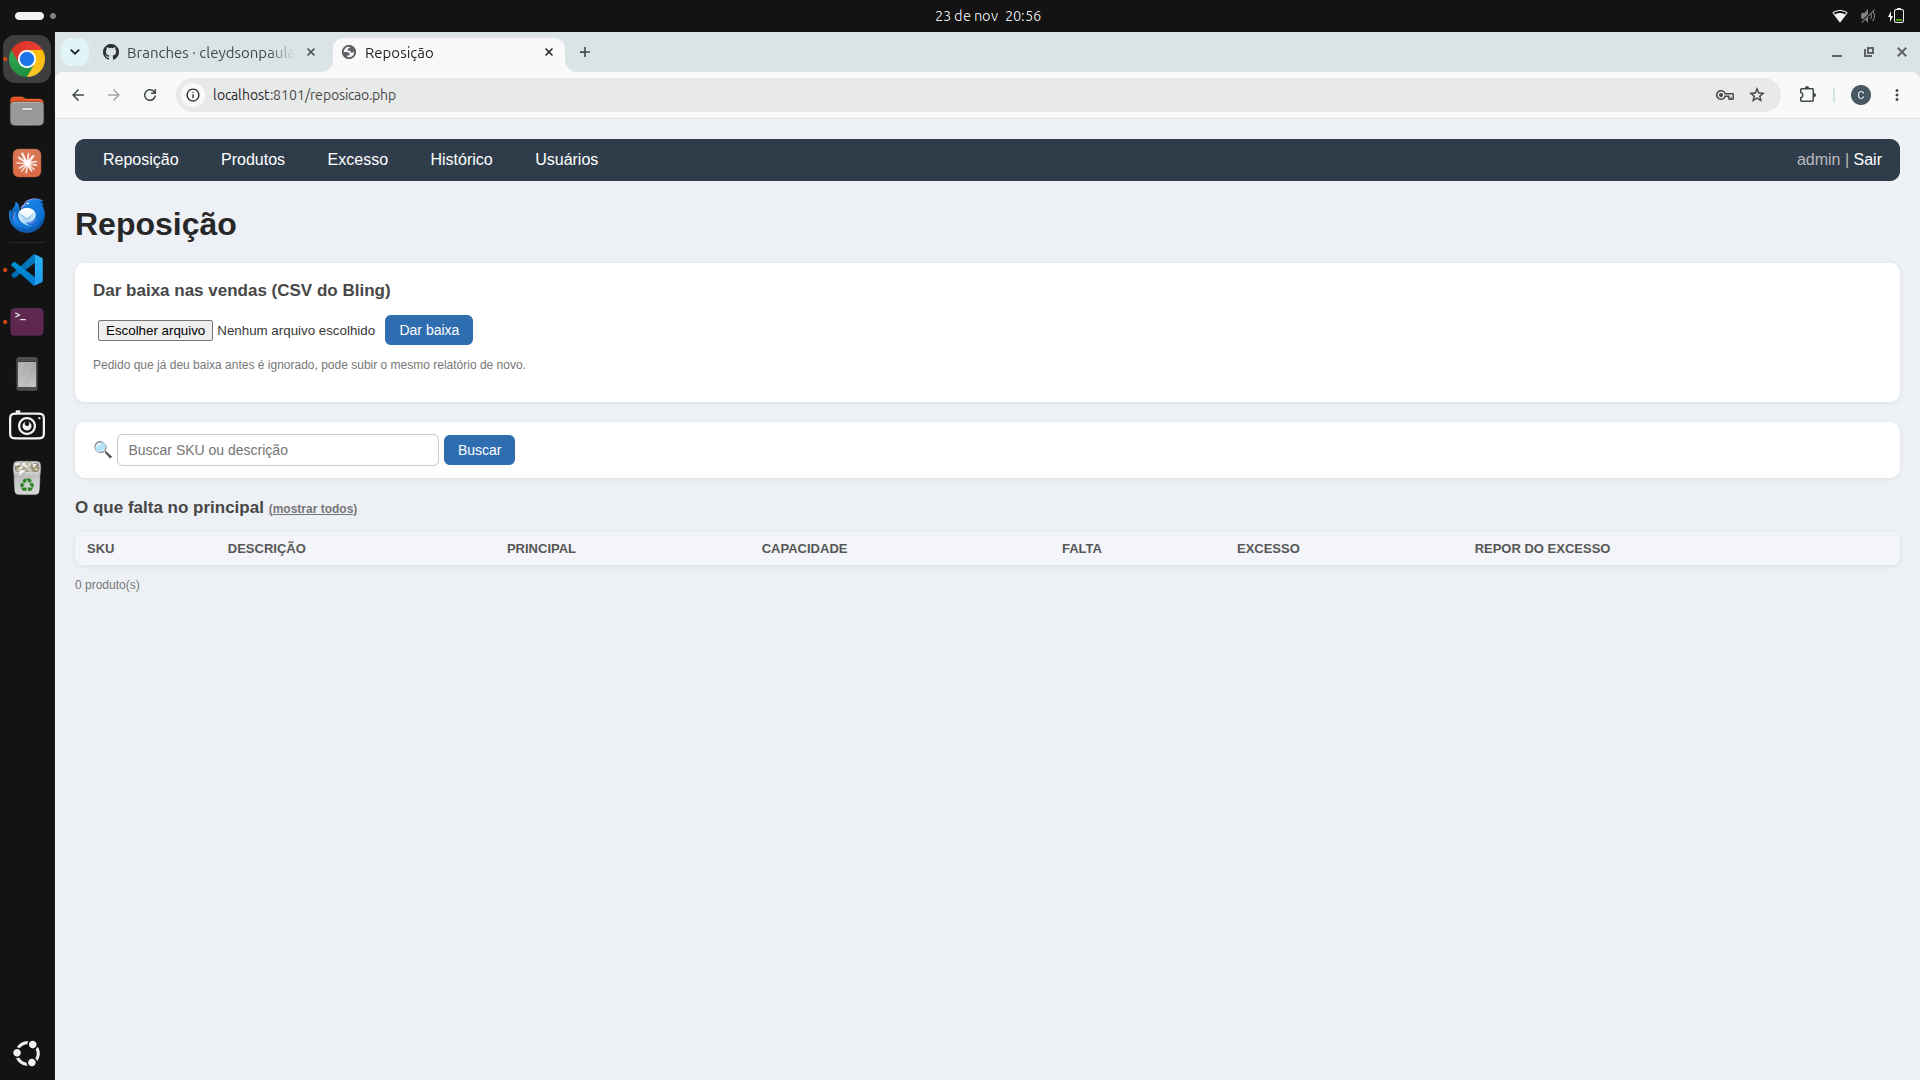 23 de nov 20:56
Branches · cleydsonpaula
Reposição
localhost:8101/reposicao.php
C
Reposição Produtos Excesso Histórico Usuários admin | Sair
Reposição
Dar baixa nas vendas (CSV do Bling)
Escolher arquivo Nenhum arquivo escolhido Dar baixa
Pedido que já deu baixa antes é ignorado, pode subir o mesmo relatório de novo.
Buscar SKU ou descrição Buscar
O que falta no principal (mostrar todos)
SKU DESCRIÇÃO PRINCIPAL CAPACIDADE FALTA EXCESSO REPOR DO EXCESSO
0 produto(s)